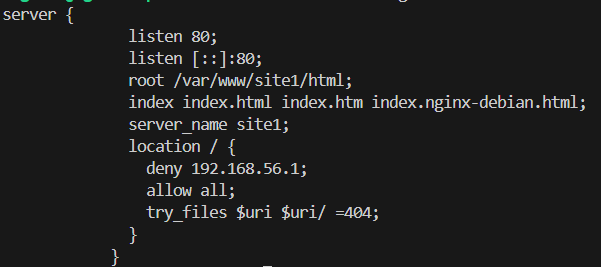 server {
listen 80;
listen [::]:80;
root /var/www/site1/html;
index index.html index.htm index.nginx-debian.html;
server_name site1;
location / {
deny 192.168.56.1;
allow all;
try_files $uri $uri/ =404;
}
}